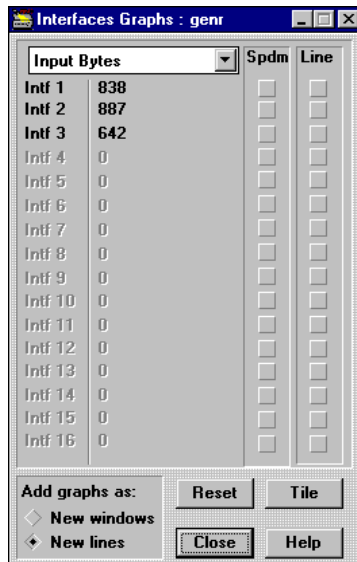 Interfaces Graphs : genr
Input Bytes Spdm Line
Intf 1 838
Intf 2 887
Intf 3 642
Intf 4 0
Intf 5 0
Intf 6 0
Intf 7 0
Intf 8 0
Intf 9 0
Intf 10 0
Intf 11 0
Intf 12 0
Intf 13 0
Intf 14 0
Intf 15 0
Intf 16 0
Add graphs as: Reset Tile
New windows
New lines Close Help